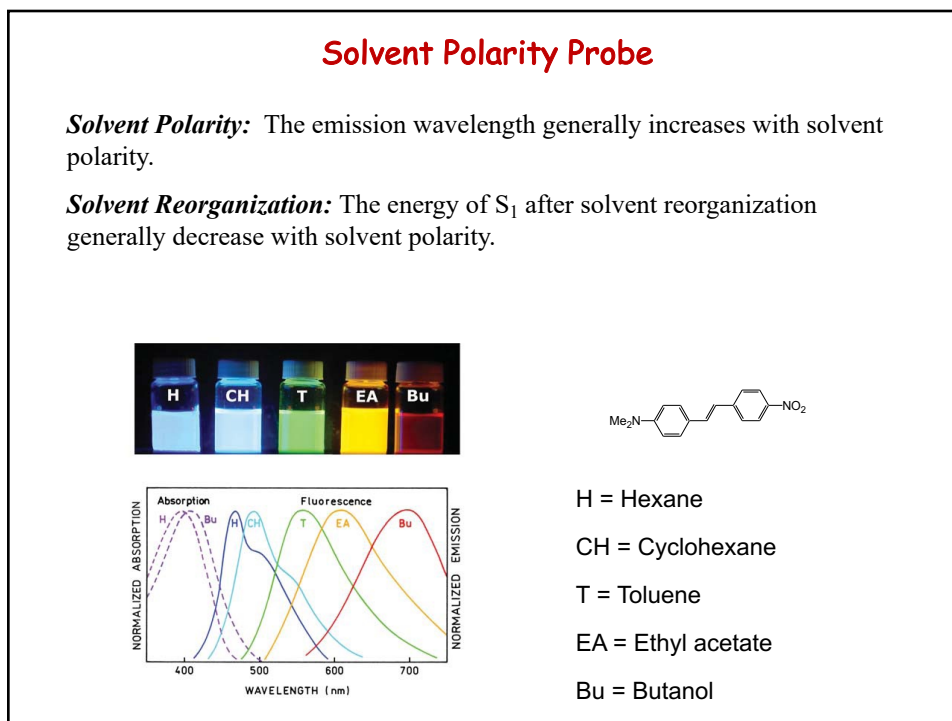 Solvent Polarity Probe
Solvent Polarity: The emission wavelength generally increases with solvent
polarity.
Solvent Reorganization: The energy of S₁ after solvent reorganization
generally decrease with solvent polarity.
H CH T EA Bu
Me₂N NO₂
Absorption Fluorescence
H Bu H CH T EA Bu
NORMALIZED ABSORPTION
NORMALIZED EMISSION
400 500 600 700
WAVELENGTH (nm)
H = Hexane
CH = Cyclohexane
T = Toluene
EA = Ethyl acetate
Bu = Butanol